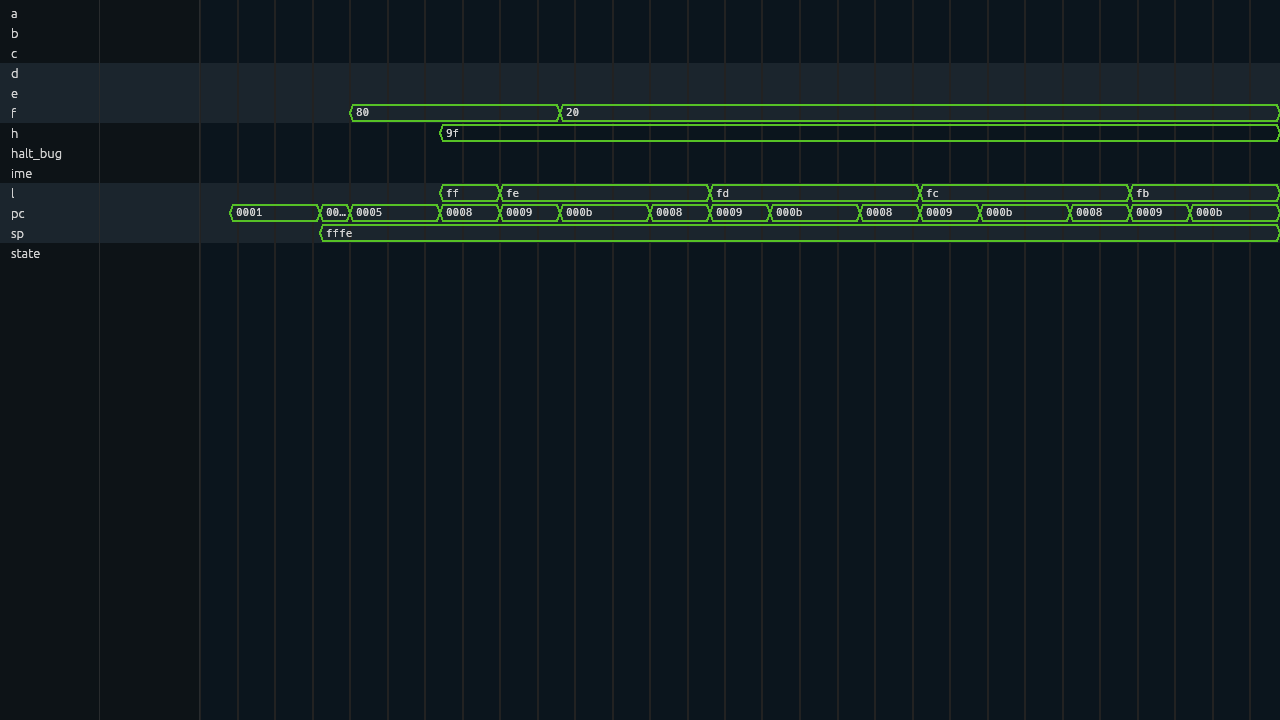 a
b
c
d
e
f 80 20
h 9f
halt_bug
ime
l ff fe fd fc fb
pc 0001 00… 0005 0008 0009 000b 0008 0009 000b 0008 0009 000b 0008 0009 000b
sp fffe
state